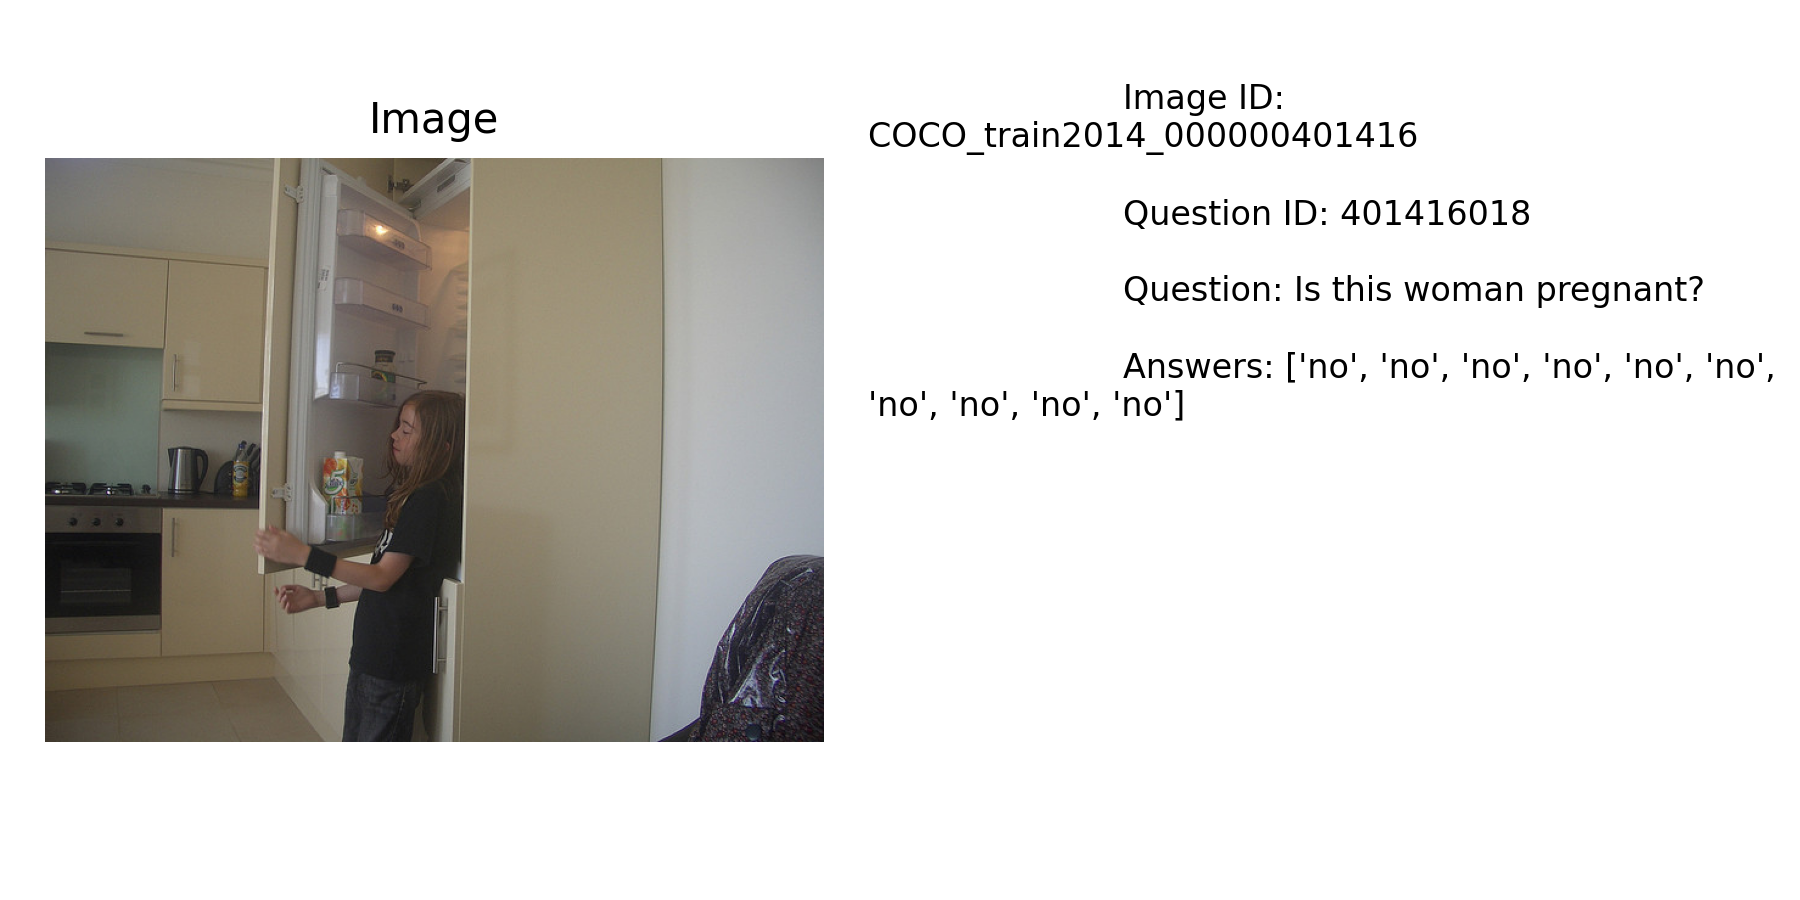 Image
Image ID:
COCO_train2014_000000401416
Question ID: 401416018
Question: Is this woman pregnant?
Answers: ['no', 'no', 'no', 'no', 'no', 'no',
'no', 'no', 'no', 'no']